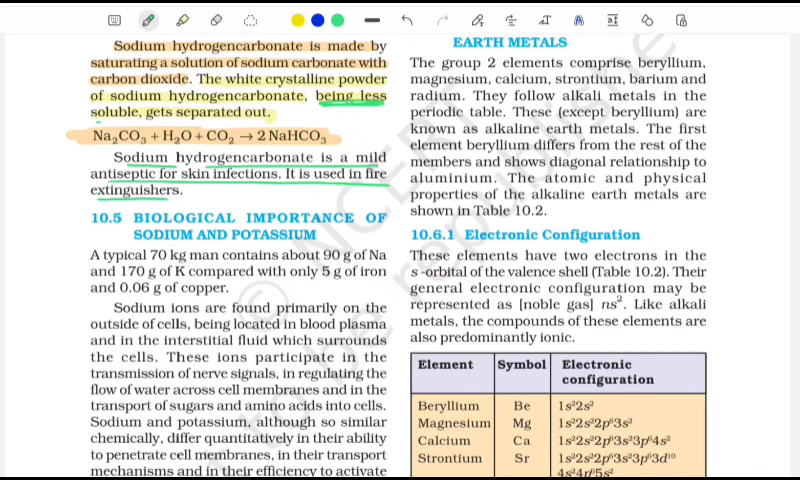 Sodium hydrogencarbonate is made by
saturating a solution of sodium carbonate with
carbon dioxide. The white crystalline powder
of sodium hydrogencarbonate, being less
soluble, gets separated out.
Na₂CO₃ + H₂O + CO₂ → 2 NaHCO₃
Sodium hydrogencarbonate is a mild
antiseptic for skin infections. It is used in fire
extinguishers.
10.5 BIOLOGICAL IMPORTANCE OF
SODIUM AND POTASSIUM
A typical 70 kg man contains about 90 g of Na
and 170 g of K compared with only 5 g of iron
and 0.06 g of copper.
Sodium ions are found primarily on the
outside of cells, being located in blood plasma
and in the interstitial fluid which surrounds
the cells. These ions participate in the
transmission of nerve signals, in regulating the
flow of water across cell membranes and in the
transport of sugars and amino acids into cells.
Sodium and potassium, although so similar
chemically, differ quantitatively in their ability
to penetrate cell membranes, in their transport
mechanisms and in their efficiency to activate
EARTH METALS
The group 2 elements comprise beryllium,
magnesium, calcium, strontium, barium and
radium. They follow alkali metals in the
periodic table. These (except beryllium) are
known as alkaline earth metals. The first
element beryllium differs from the rest of the
members and shows diagonal relationship to
aluminium. The atomic and physical
properties of the alkaline earth metals are
shown in Table 10.2.
10.6.1 Electronic Configuration
These elements have two electrons in the
s -orbital of the valence shell (Table 10.2). Their
general electronic configuration may be
represented as [noble gas] ns². Like alkali
metals, the compounds of these elements are
also predominantly ionic.
Element Symbol Electronic
configuration
Beryllium Be 1s²2s²
Magnesium Mg 1s²2s²2p⁶3s²
Calcium Ca 1s²2s²2p⁶3s²3p⁶4s²
Strontium Sr 1s²2s²2p⁶3s²3p⁶3d¹⁰
4s²4p⁶5s²